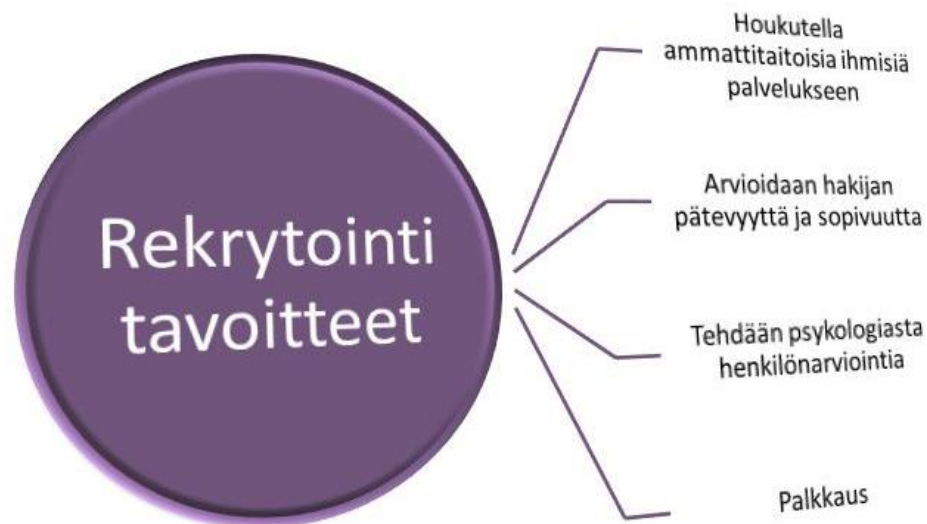 Rekrytointi
tavoitteet
Houkutella
ammattitaitoisia ihmisiä
palvelukseen
Arvioidaan hakijan
pätevyyttä ja sopivuutta
Tehdään psykologiasta
henkilönarviointia
Palkkaus